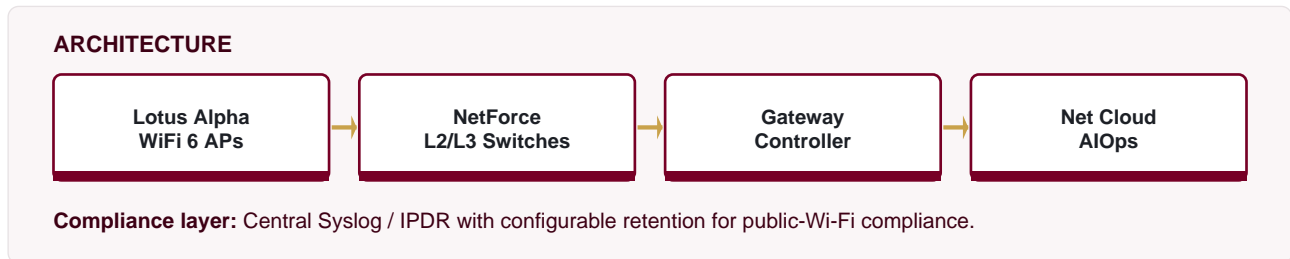 ARCHITECTURE
Lotus Alpha
WiFi 6 APs
NetForce
L2/L3 Switches
Gateway
Controller
Net Cloud
AIOps
Compliance layer: Central Syslog / IPDR with configurable retention for public-Wi-Fi compliance.